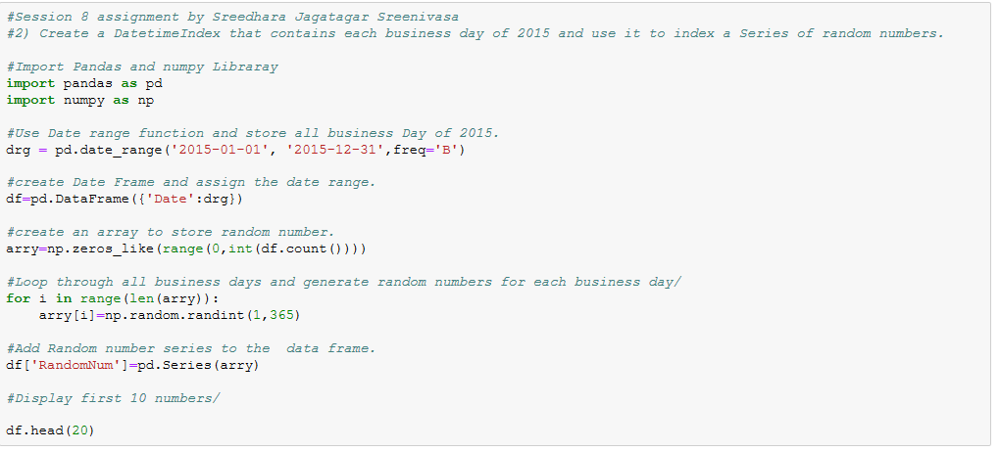 #Session 8 assignment by Sreedhara Jagatagar Sreenivasa
#2) Create a DatetimeIndex that contains each business day of 2015 and use it to index a Series of random numbers.
#Import Pandas and numpy Libraray
import pandas as pd
import numpy as np
#Use Date range function and store all business Day of 2015.
drg = pd.date_range('2015-01-01', '2015-12-31',freq='B')
#create Date Frame and assign the date range.
df=pd.DataFrame({'Date':drg})
#create an array to store random number.
arry=np.zeros_like(range(0,int(df.count())))
#Loop through all business days and generate random numbers for each business day/
for i in range(len(arry)):
    arry[i]=np.random.randint(1,365)
#Add Random number series to the  data frame.
df['RandomNum']=pd.Series(arry)
#Display first 10 numbers/
df.head(20)